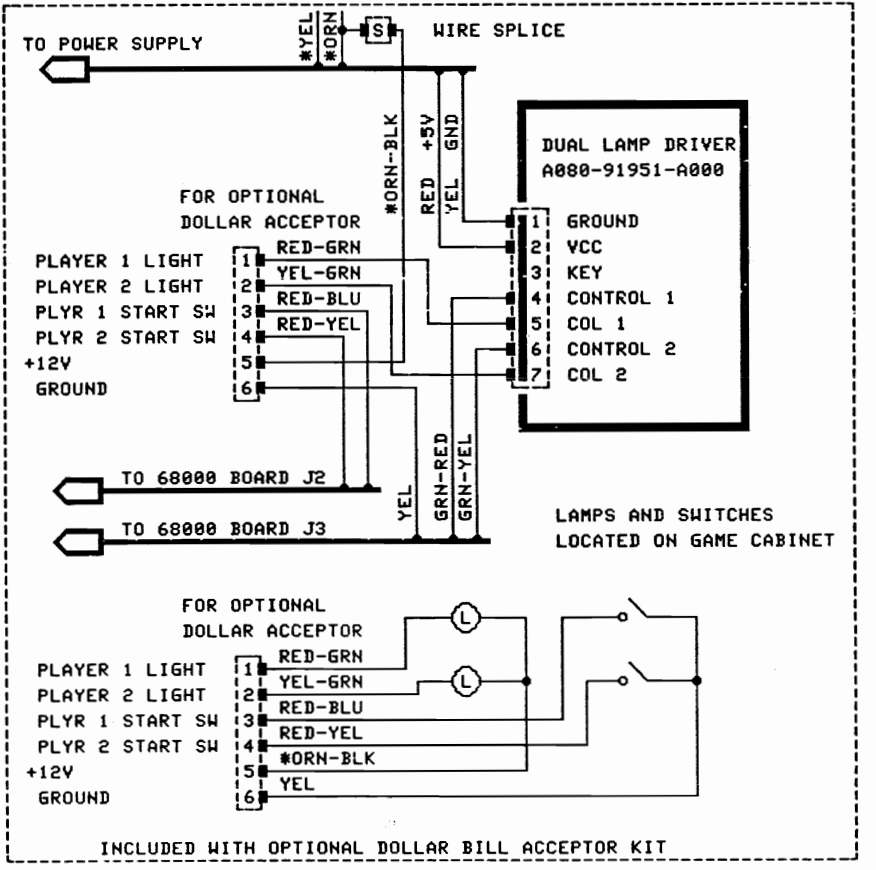 *YEL
*ORN
S
WIRE SPLICE
TO POWER SUPPLY
*ORN-BLK
RED +5V
YEL GND
DUAL LAMP DRIVER
A080-91951-A000
FOR OPTIONAL
DOLLAR ACCEPTOR
1 GROUND
2 VCC
3 KEY
4 CONTROL 1
5 COL 1
6 CONTROL 2
7 COL 2
PLAYER 1 LIGHT 1 RED-GRN
PLAYER 2 LIGHT 2 YEL-GRN
PLYR 1 START SW 3 RED-BLU
PLYR 2 START SW 4 RED-YEL
+12V 5
GROUND 6
YEL
GRN-RED
GRN-YEL
TO 68000 BOARD J2
TO 68000 BOARD J3
LAMPS AND SWITCHES
LOCATED ON GAME CABINET
FOR OPTIONAL
DOLLAR ACCEPTOR
L
L
PLAYER 1 LIGHT 1 RED-GRN
PLAYER 2 LIGHT 2 YEL-GRN
PLYR 1 START SW 3 RED-BLU
PLYR 2 START SW 4 RED-YEL
+12V 5 *ORN-BLK
GROUND 6 YEL
INCLUDED WITH OPTIONAL DOLLAR BILL ACCEPTOR KIT